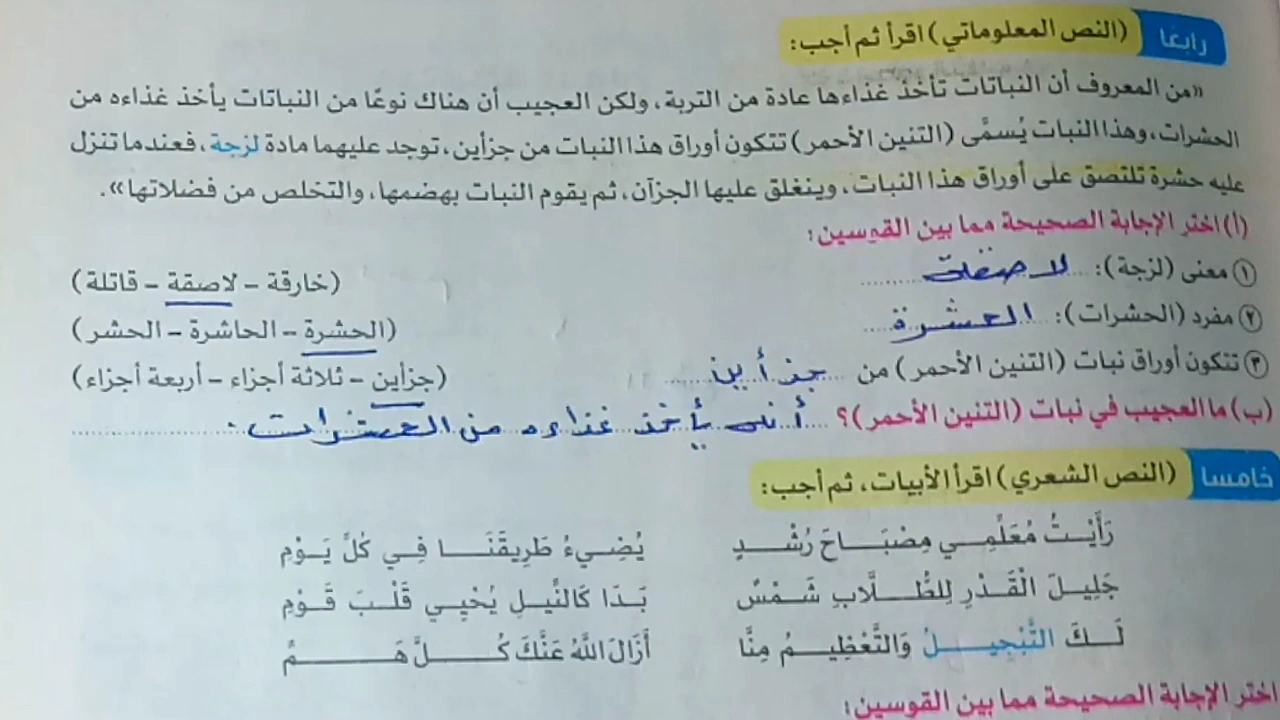 رابعًا (النص المعلوماتي) اقرأ ثم أجب:
«من المعروف أن النباتات تأخذ غذاءها عادة من التربة، ولكن العجيب أن هناك نوعًا من النباتات يأخذ غذاءه من
الحشرات، وهذا النبات يُسمَّى (التنين الأحمر) تتكون أوراق هذا النبات من جزأين، توجد عليهما مادة لزجة، فعندما تنزل
عليه حشرة تلتصق على أوراق هذا النبات، وينغلق عليها الجزآن، ثم يقوم النبات بهضمها، والتخلص من فضلاتها».
(أ) اختر الإجابة الصحيحة مما بين القوسين:
١ معنى (لزجة): لاصقة (خارقة - لاصقة - قاتلة)
٢ مفرد (الحشرات): الحشرة (الحشرة - الحاشرة - الحشر)
٣ تتكون أوراق نبات (التنين الأحمر) من جزأين (جزأين - ثلاثة أجزاء - أربعة أجزاء)
(ب) ما العجيب في نبات (التنين الأحمر)؟ أنه يأخذ غذاءه من الحشرات.
خامسا (النص الشعري) اقرأ الأبيات، ثم أجب:
رَأَيْتُ مُعَلِّمِي مِصْبَاحَ رُشْدٍ يُضِيءُ طَرِيقَنَا فِي كُلِّ يَوْمِ
جَلِيلَ الْقَدْرِ لِلطُّلَّابِ شَمْسٌ بَدَا كَالنِّيلِ يُحْيِي قَلْبَ قَوْمِ
لَكَ التَّبْجِيلُ وَالتَّعْظِيمُ مِنَّا أَزَالَ اللَّهُ عَنْكَ كُلَّ هَمٍّ
اختر الإجابة الصحيحة مما بين القوسين: